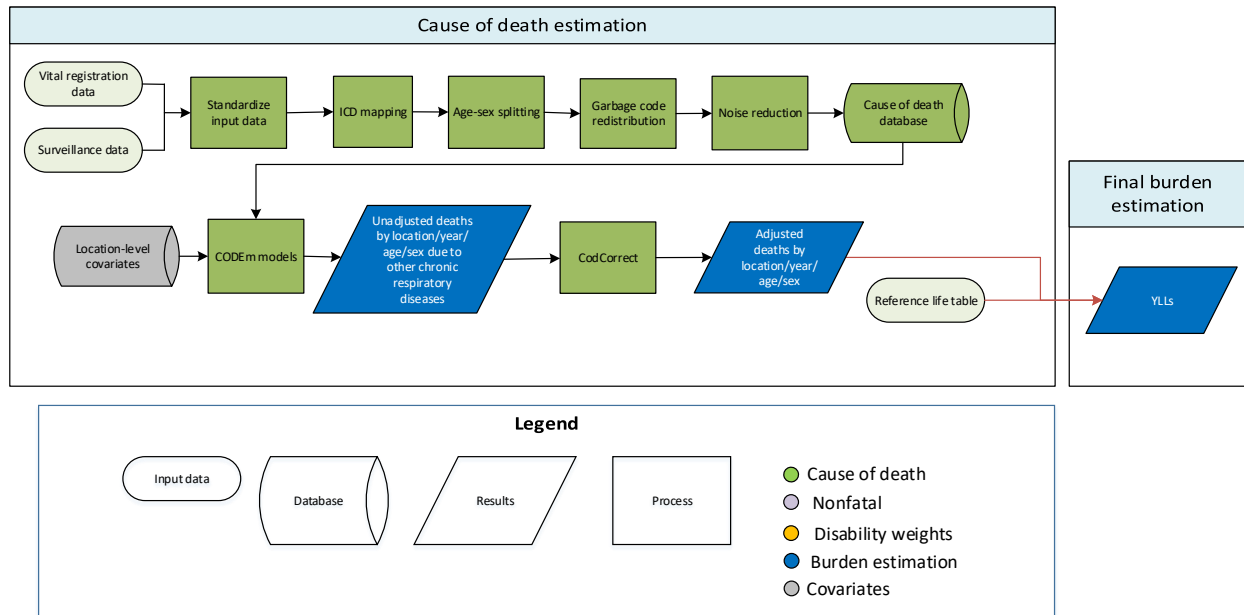 Cause of death estimation
Vital registration
data
Surveillance data
Standardize
input data
ICD mapping
Age-sex splitting
Garbage code
redistribution
Noise reduction
Cause of death
database
Location-level
covariates
CODEm models
Unadjusted deaths
by location/year/
age/sex due to
other chronic
respiratory
diseases
CodCorrect
Adjusted
deaths by
location/year/
age/sex
Reference life table
Final burden
estimation
YLLs
Legend
Input data
Database
Results
Process
Cause of death
Nonfatal
Disability weights
Burden estimation
Covariates